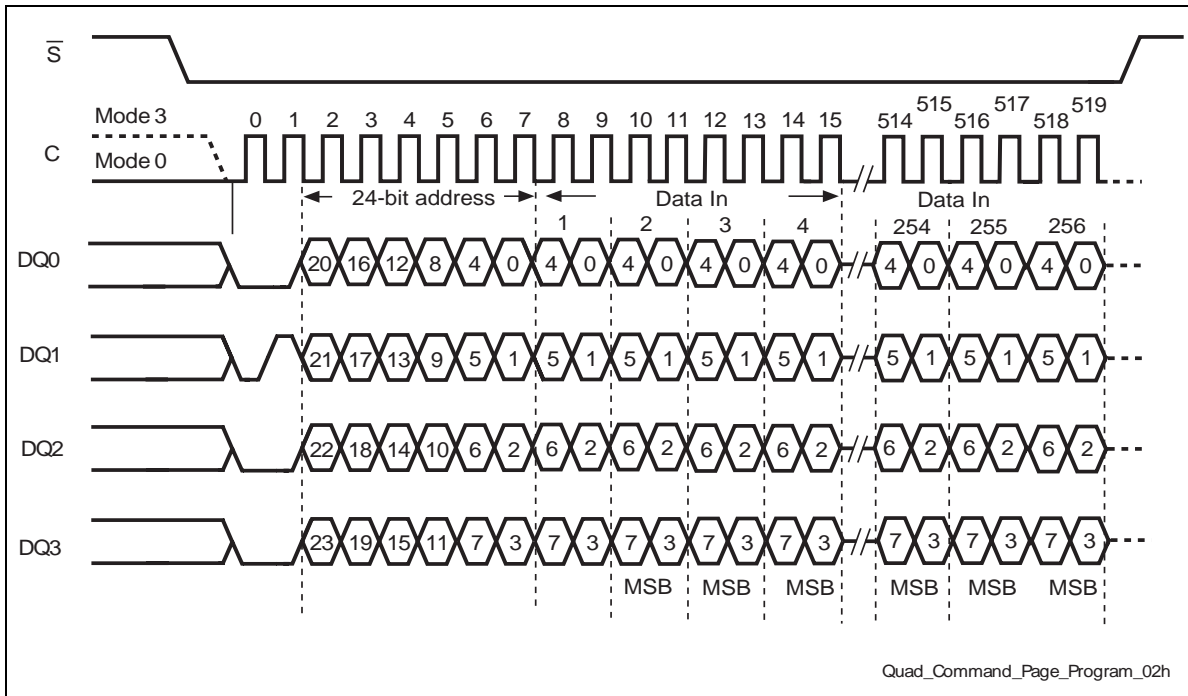 S̅
Mode 3
C
Mode 0
0 1 2 3 4 5 6 7 8 9 10 11 12 13 14 15 514 515 516 517 518 519
24-bit address Data In Data In
1 2 3 4 254 255 256
DQ0 20 16 12 8 4 0 4 0 4 0 4 0 4 0 4 0 4 0 4 0
DQ1 21 17 13 9 5 1 5 1 5 1 5 1 5 1 5 1 5 1 5 1
DQ2 22 18 14 10 6 2 6 2 6 2 6 2 6 2 6 2 6 2 6 2
DQ3 23 19 15 11 7 3 7 3 7 3 7 3 7 3 7 3 7 3 7 3
MSB MSB MSB MSB MSB MSB
Quad_Command_Page_Program_02h